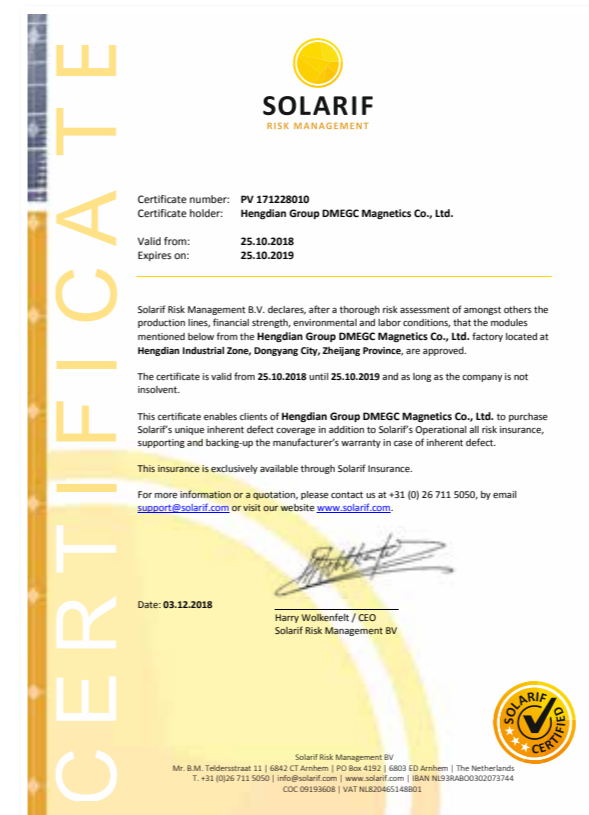 CERTIFICATE
SOLARIF
RISK MANAGEMENT
Certificate number: PV 171228010
Certificate holder: Hengdian Group DMEGC Magnetics Co., Ltd.
Valid from: 25.10.2018
Expires on: 25.10.2019
Solarif Risk Management B.V. declares, after a thorough risk assessment of amongst others the
production lines, financial strength, environmental and labor conditions, that the modules
mentioned below from the Hengdian Group DMEGC Magnetics Co., Ltd. factory located at
Hengdian Industrial Zone, Dongyang City, Zheijang Province, are approved.
The certificate is valid from 25.10.2018 until 25.10.2019 and as long as the company is not
insolvent.
This certificate enables clients of Hengdian Group DMEGC Magnetics Co., Ltd. to purchase
Solarif's unique inherent defect coverage in addition to Solarif's Operational all risk insurance,
supporting and backing-up the manufacturer's warranty in case of inherent defect.
This insurance is exclusively available through Solarif Insurance.
For more information or a quotation, please contact us at +31 (0) 26 711 5050, by email
support@solarif.com or visit our website www.solarif.com.
Date: 03.12.2018
Harry Wolkenfelt / CEO
Solarif Risk Management BV
SOLARIF
CERTIFIED
Solarif Risk Management BV
Mr. B.M. Teldersstraat 11 | 6842 CT Arnhem | PO Box 4192 | 6803 ED Arnhem | The Netherlands
T. +31 (0)26 711 5050 | info@solarif.com | www.solarif.com | IBAN NL93RABO0302073744
COC 09193608 | VAT NL820465148B01